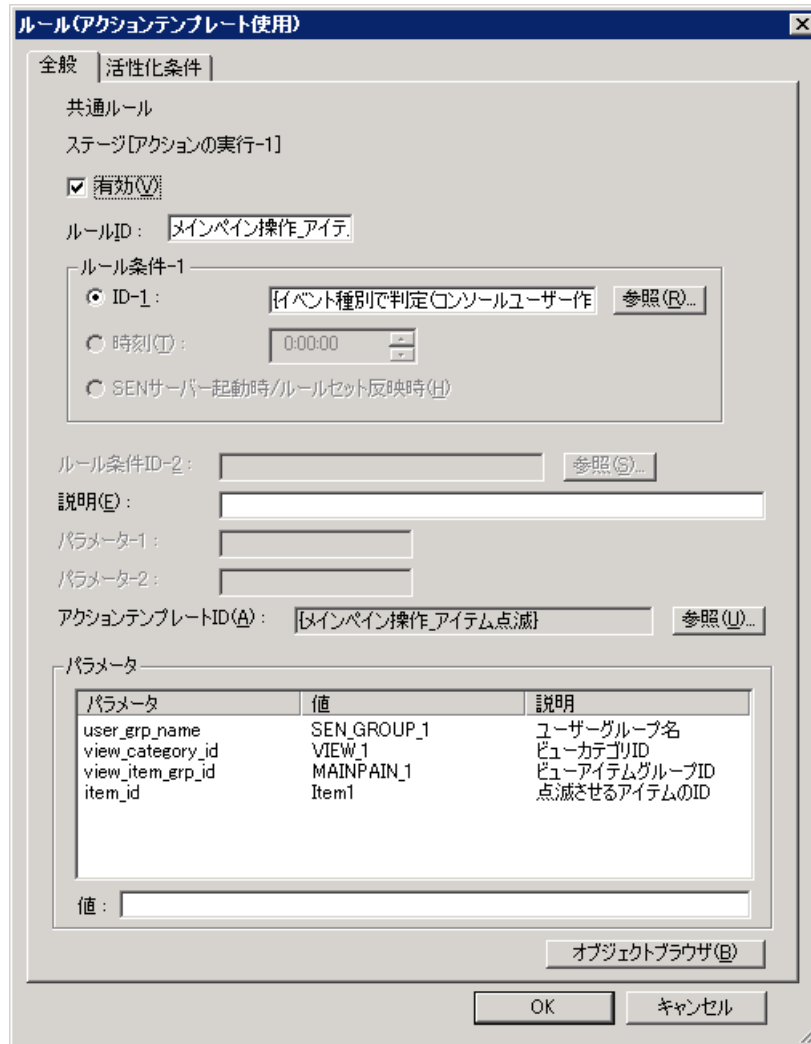 ルール(アクションテンプレート使用)
全般 活性化条件
共通ルール
ステージ[アクションの実行-1]
有効(V)
ルールID: メインペイン操作_アイテ.
ルール条件-1
ID-1: {イベント種別で判定(コンソールユーザー作 参照(R)...
時刻(T): 0:00:00
SENサーバー起動時/ルールセット反映時(H)
ルール条件ID-2: 参照(S)...
説明(E):
パラメーター-1:
パラメーター-2:
アクションテンプレートID(A): {メインペイン操作_アイテム点滅} 参照(U)...
パラメータ
パラメータ 値 説明
user_grp_name SEN_GROUP_1 ユーザーグループ名
view_category_id VIEW_1 ビューカテゴリID
view_item_grp_id MAINPAIN_1 ビューアイテムグループID
item_id Item1 点滅させるアイテムのID
値:
オブジェクトブラウザ(B)
OK キャンセル